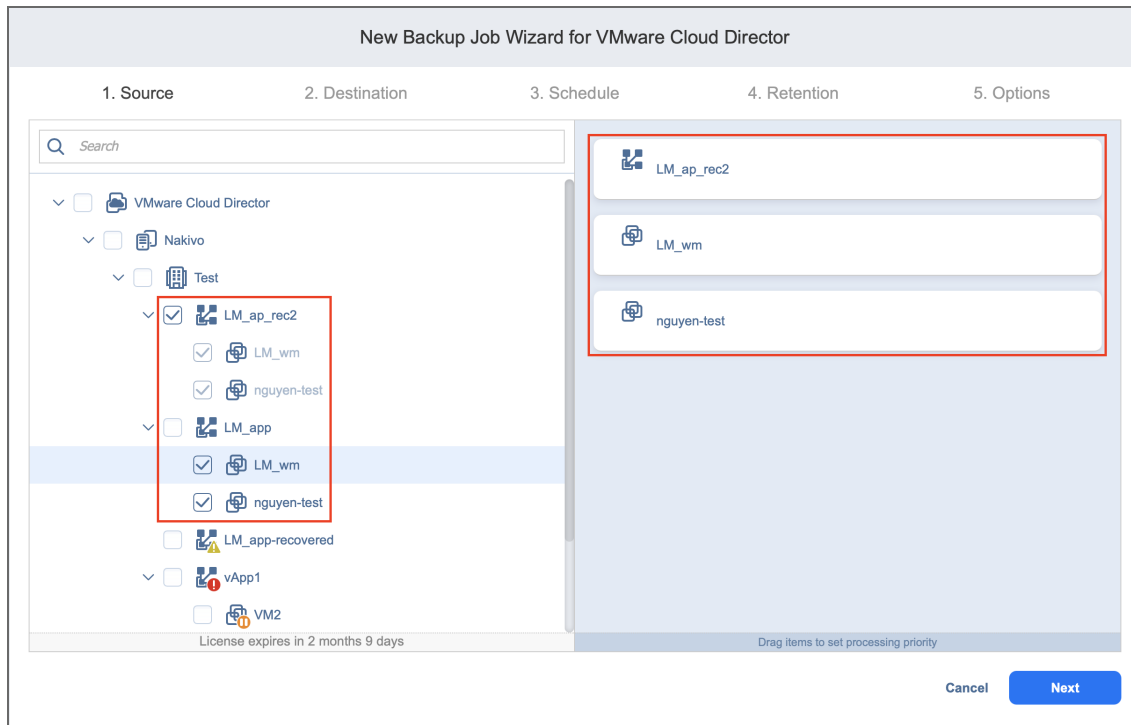 New Backup Job Wizard for VMware Cloud Director
1. Source
2. Destination
3. Schedule
4. Retention
5. Options
Search
VMware Cloud Director
Nakivo
Test
LM_ap_rec2
LM_wm
nguyen-test
LM_app
LM_wm
nguyen-test
LM_app-recovered
vApp1
VM2
License expires in 2 months 9 days
LM_ap_rec2
LM_wm
nguyen-test
Drag items to set processing priority
Cancel
Next